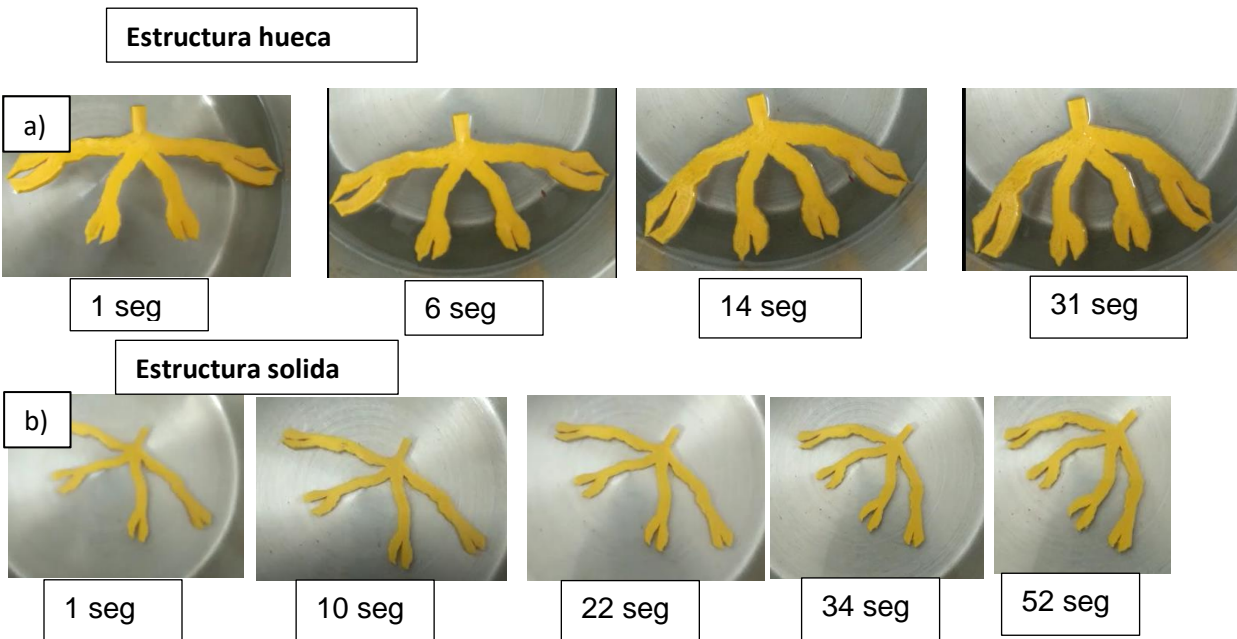 Estructura hueca
a)
1 seg
6 seg
14 seg
31 seg
Estructura solida
b)
1 seg
10 seg
22 seg
34 seg
52 seg